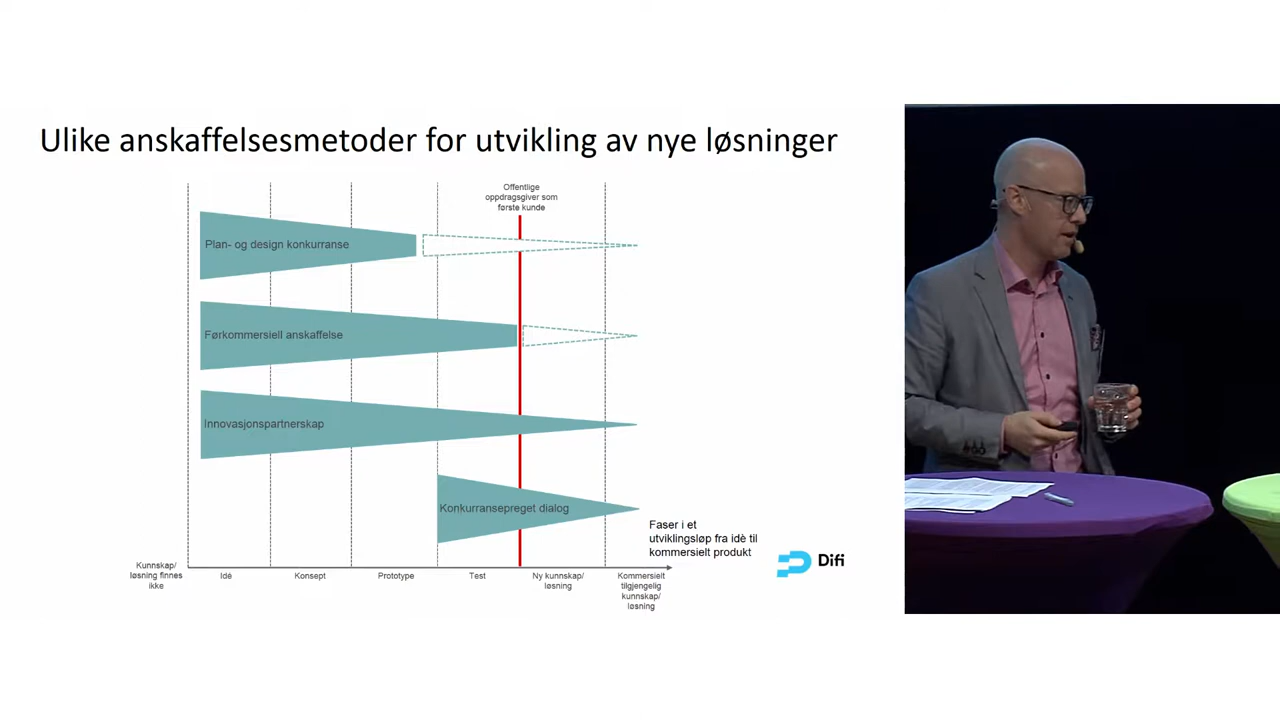 Ulike anskaffelsesmetoder for utvikling av nye løsninger
Offentlige
oppdragsgiver som
første kunde
Plan- og design konkurranse
Førkommersiell anskaffelse
Innovasjonspartnerskap
Konkurransepreget dialog
Faser i et
utviklingsløp fra idè til
kommersielt produkt
Difi
Kunnskap/
løsning finnes
ikke
Idè
Konsept
Prototype
Test
Ny kunnskap/
løsning
Kommersielt
tilgjengelig
kunnskap/
løsning